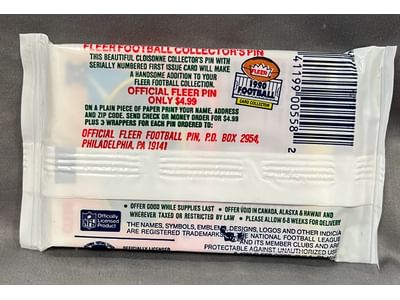 FLEER FOOTBALL COLLECTOR'S PIN
THIS BEAUTIFUL CLOISONNE COLLECTOR'S PIN WITH
SERIALLY NUMBERED FIRST ISSUE CARD WILL MAKE
A HANDSOME ADDITION TO YOUR
FLEER FOOTBALL COLLECTION.
OFFICIAL FLEER PIN
ONLY $4.99
ON A PLAIN PIECE OF PAPER PRINT YOUR NAME, ADDRESS
AND ZIP CODE. SEND CHECK OR MONEY ORDER FOR $4.99
PLUS 3 WRAPPERS FOR EACH PIN ORDERED TO:
OFFICIAL FLEER FOOTBALL PIN, P.O. BOX 2954,
PHILADELPHIA, PA 19141
FLEER
1990
FOOTBALL
CARD COLLECTOR
41199 00558 2
• OFFER GOOD WHILE SUPPLIES LAST • OFFER VOID IN CANADA, ALASKA & HAWAII AND
WHEREVER TAXED OR RESTRICTED BY LAW • PLEASE ALLOW 6-8 WEEKS FOR DELIVERY
NFL
Officially
Licensed
Product
THE NAMES, SYMBOLS, EMBLEMS, DESIGNS, LOGOS AND OTHER INDICIA
ARE REGISTERED TRADEMARKS THE NATIONAL FOOTBALL LEAGUE
AND ITS MEMBER CLUBS AND ARE
OFFICIALLY LICENSED PROTECTABLE AGAINST UNAUTHORIZED